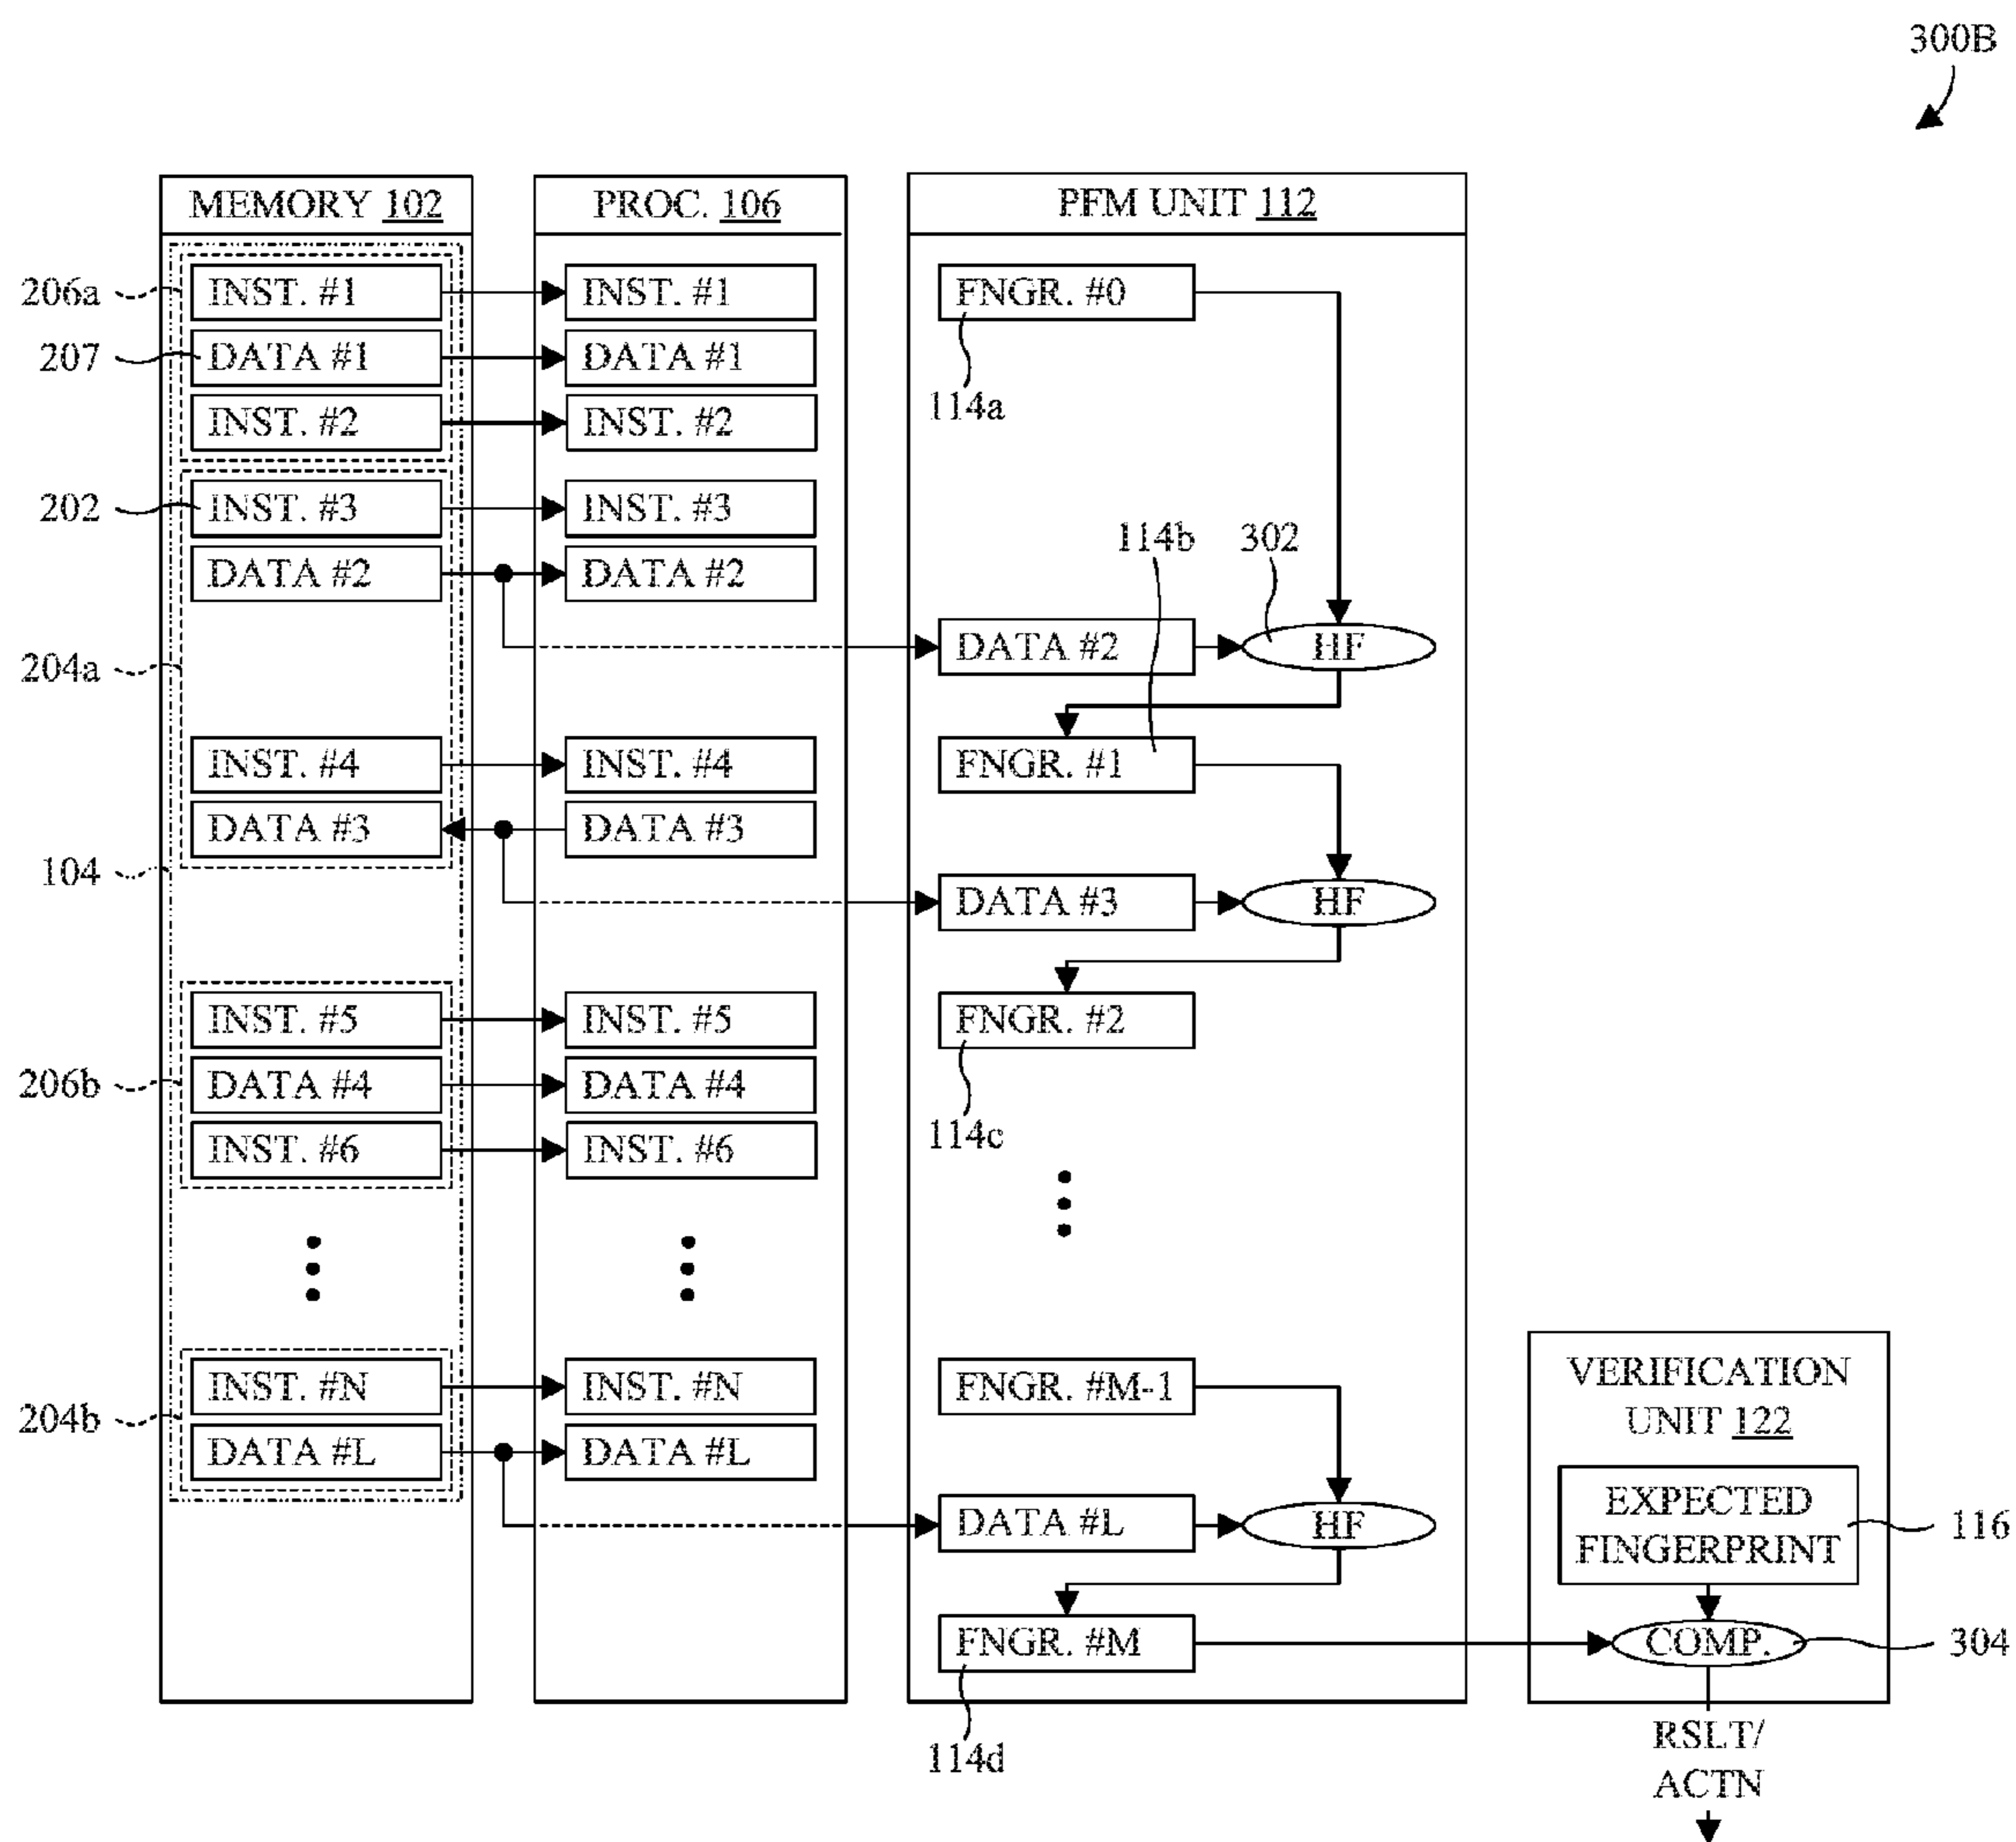 300B
MEMORY 102
PROC. 106
PFM UNIT 112
206a
INST. #1
INST. #1
FNGR. #0
207
DATA #1
DATA #1
114a
INST. #2
INST. #2
202
INST. #3
INST. #3
114b
302
DATA #2
DATA #2
204a
DATA #2
HF
INST. #4
INST. #4
FNGR. #1
DATA #3
DATA #3
104
DATA #3
HF
INST. #5
INST. #5
FNGR. #2
206b
DATA #4
DATA #4
114c
INST. #6
INST. #6
204b
INST. #N
INST. #N
FNGR. #M-1
DATA #L
DATA #L
DATA #L
HF
FNGR. #M
114d
VERIFICATION
UNIT 122
EXPECTED
FINGERPRINT
116
COMP.
304
RSLT/
ACTN